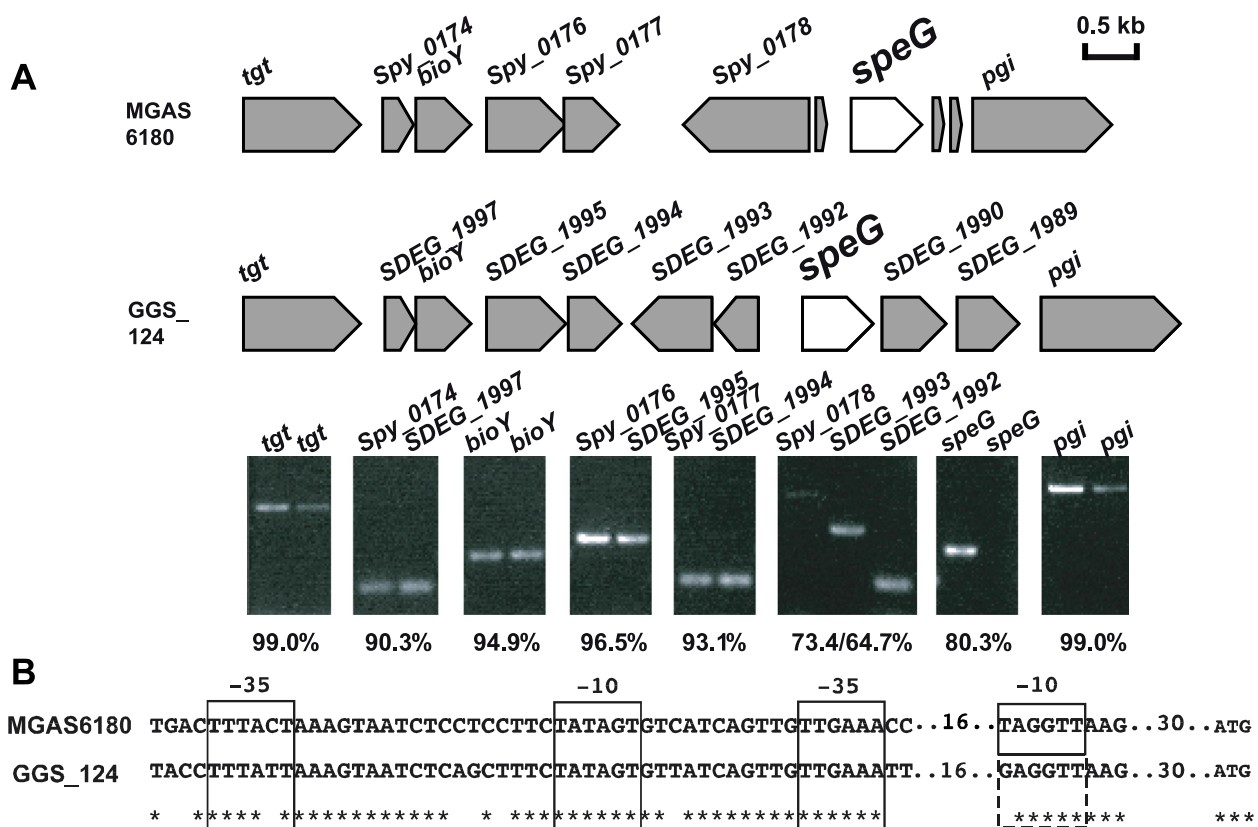 A
0.5 kb
tgt Spy_0174 bioY Spy_0176 Spy_0177 Spy_0178 speG pgi
MGAS
6180
tgt SDEG_1997 bioY SDEG_1995 SDEG_1994 SDEG_1993 SDEG_1992 speG SDEG_1990 SDEG_1989 pgi
GGS_
124
tgt tgt Spy_0174 SDEG_1997 bioY bioY Spy_0176 SDEG_1995 Spy_0177 SDEG_1994 Spy_0178 SDEG_1993 SDEG_1992 speG speG pgi pgi
99.0% 90.3% 94.9% 96.5% 93.1% 73.4/64.7% 80.3% 99.0%
B
-35 -10 -35 -10
MGAS6180 TGACTTTACTAAAGTAATCTCCTCCTTCTATAGTGTCATCAGTTGTTGAAACC..16..TAGGTTAAG..30..ATG
GGS_124 TACCTTTATTAAAGTAATCTCAGCTTTCTATAGTGTTATCAGTTGTTGAAATT..16..GAGGTTAAG..30..ATG
* **** ************ * ************ **************** ******** ***